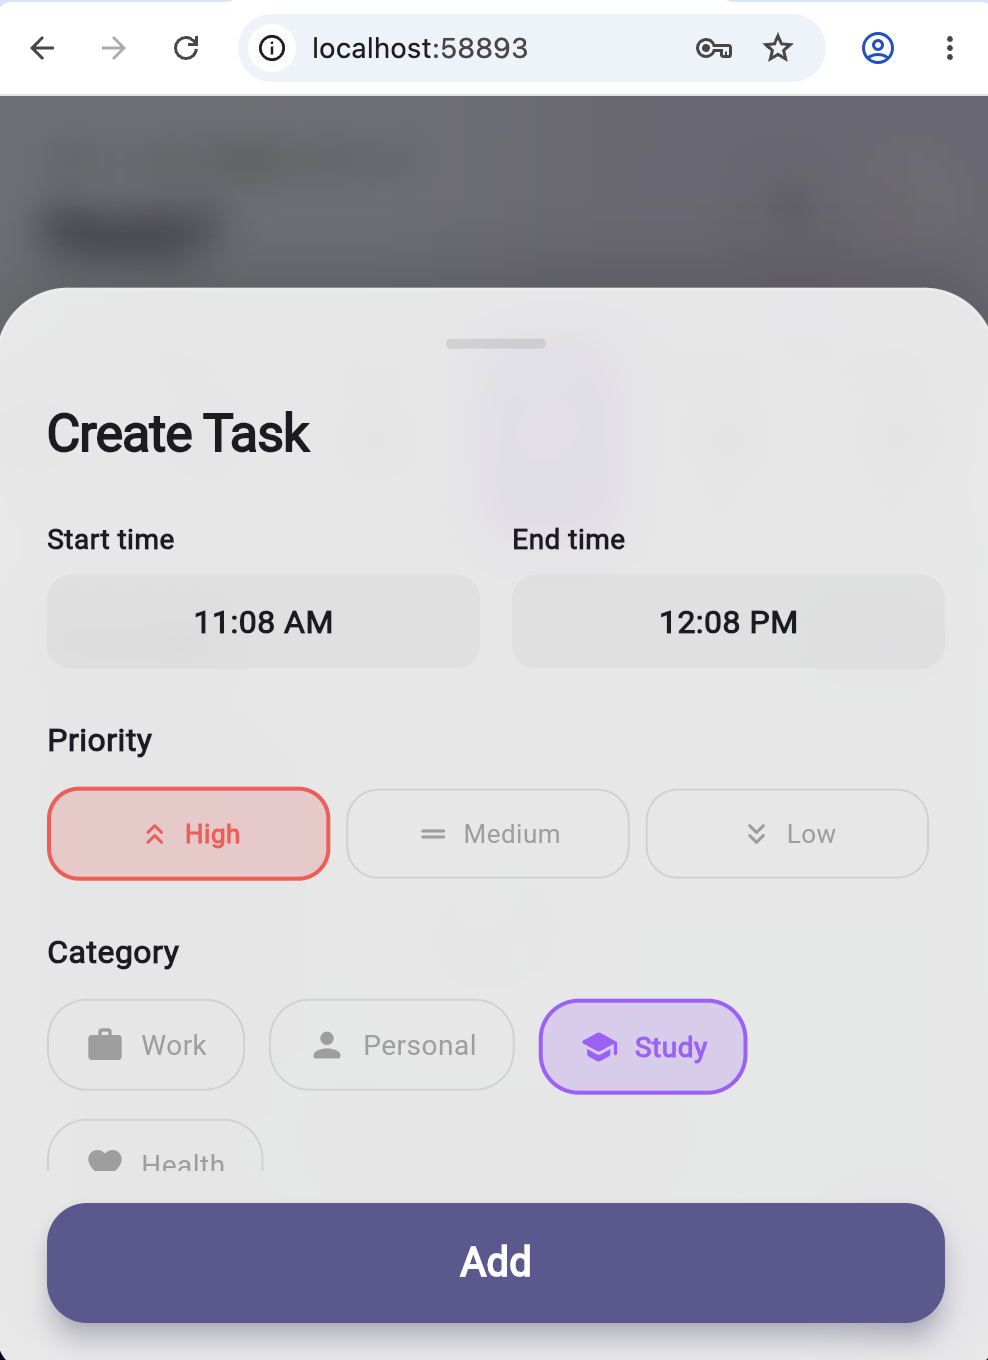 localhost:58893
Create Task
Start time End time
11:08 AM 12:08 PM
Priority
High Medium Low
Category
Work Personal Study
Health
Add